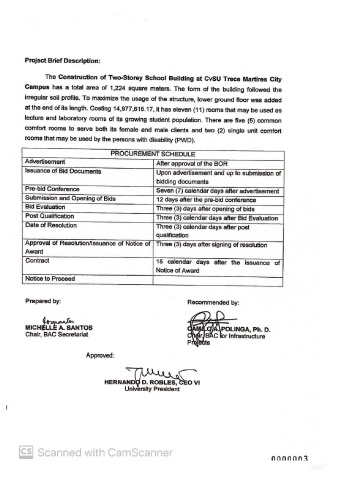 Project Brief Description:
The Construction of Two-Storey School Building at CvSU Trece Martires City
Campus has a total area of 1,224 square meters. The form of the building followed the
irregular soil profile. To maximize the usage of the structure, lower ground floor was added
at the end of its length. Costing 14,977,615.17, it has eleven (11) rooms that may be used as
lecture and laboratory rooms of its growing student population. There are five (5) common
comfort rooms to serve both its female and male clients and two (2) single unit comfort
rooms that may be used by the persons with disability (PWD).
PROCUREMENT SCHEDULE
Advertisement After approval of the BOR
Issuance of Bid Documents Upon advertisement and up to submission of
bidding documents
Pre-bid Conference Seven (7) calendar days after advertisement
Submission and Opening of Bids 12 days after the pre-bid conference
Bid Evaluation Three (3) days after opening of bids
Post Qualification Three (3) calendar days after Bid Evaluation
Date of Resolution Three (3) calendar days after post
qualification
Approval of Resolution/Issuance of Notice of Three (3) days after signing of resolution
Award
Contract 15 calendar days after the issuance of
Notice of Award
Notice to Proceed
Prepared by: Recommended by:
MICHELLE A. SANTOS
Chair, BAC Secretariat
CAMILO A. POLINGA, Ph. D.
Chair, BAC for Infrastructure
Projects
Approved:
HERNANDO D. ROBLES, CEO VI
University President
CS Scanned with CamScanner
0000003